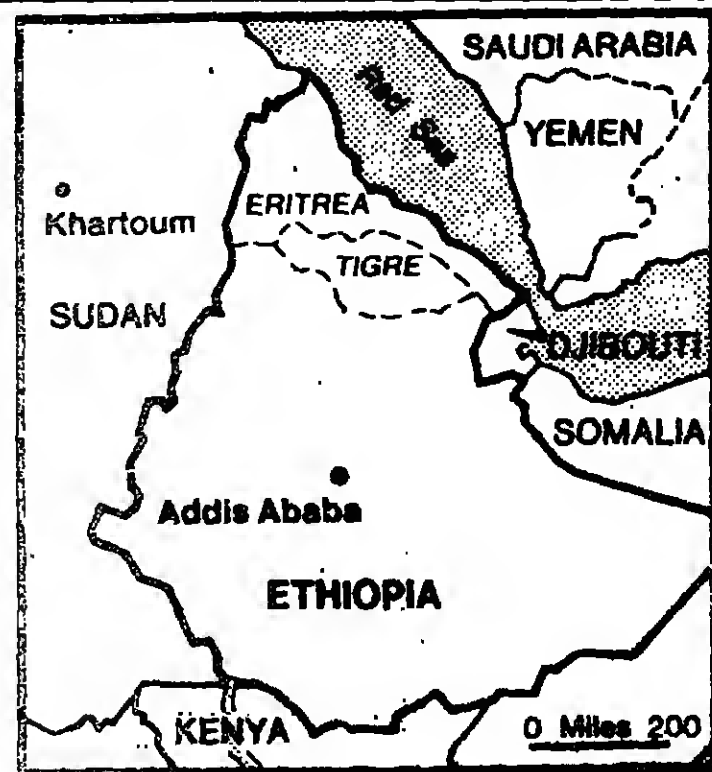 SAUDI ARABIA
Red Sea
YEMEN
ERITREA
Khartoum
TIGRE
SUDAN
DJIBOUTI
SOMALIA
Addis Ababa
ETHIOPIA
KENYA
0 Miles 200